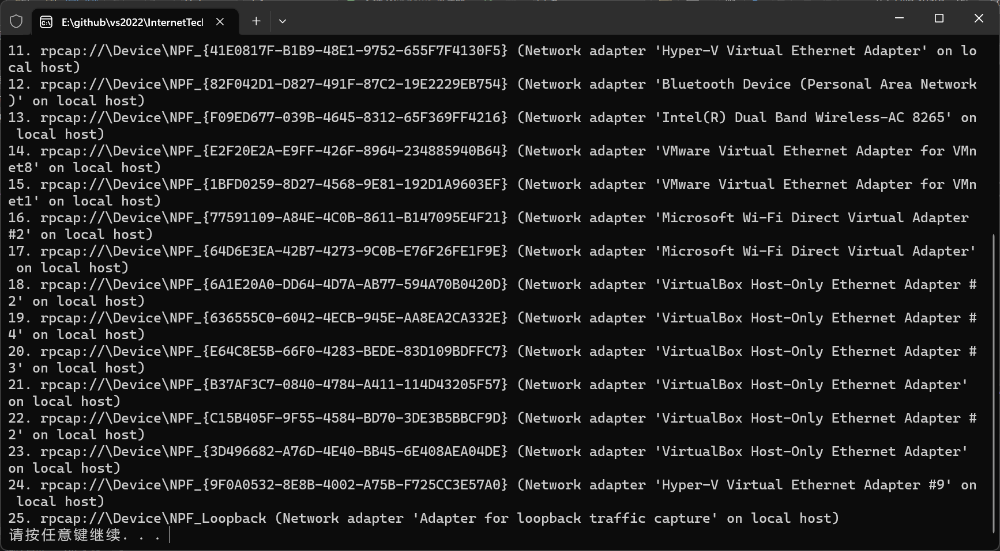 E:\github\vs2022\InternetTecl
11. rpcap://\Device\NPF_{41E0817F-B1B9-48E1-9752-655F7F4130F5} (Network adapter 'Hyper-V Virtual Ethernet Adapter' on lo
cal host)
12. rpcap://\Device\NPF_{82F042D1-D827-491F-87C2-19E2229EB754} (Network adapter 'Bluetooth Device (Personal Area Network
)' on local host)
13. rpcap://\Device\NPF_{F09ED677-039B-4645-8312-65F369FF4216} (Network adapter 'Intel(R) Dual Band Wireless-AC 8265' on
 local host)
14. rpcap://\Device\NPF_{E2F20E2A-E9FF-426F-8964-234885940B64} (Network adapter 'VMware Virtual Ethernet Adapter for VMn
et8' on local host)
15. rpcap://\Device\NPF_{1BFD0259-8D27-4568-9E81-192D1A9603EF} (Network adapter 'VMware Virtual Ethernet Adapter for VMn
et1' on local host)
16. rpcap://\Device\NPF_{77591109-A84E-4C0B-8611-B147095E4F21} (Network adapter 'Microsoft Wi-Fi Direct Virtual Adapter
#2' on local host)
17. rpcap://\Device\NPF_{64D6E3EA-42B7-4273-9C0B-E76F26FE1F9E} (Network adapter 'Microsoft Wi-Fi Direct Virtual Adapter'
 on local host)
18. rpcap://\Device\NPF_{6A1E20A0-DD64-4D7A-AB77-594A70B0420D} (Network adapter 'VirtualBox Host-Only Ethernet Adapter #
2' on local host)
19. rpcap://\Device\NPF_{636555C0-6042-4ECB-945E-AA8EA2CA332E} (Network adapter 'VirtualBox Host-Only Ethernet Adapter #
4' on local host)
20. rpcap://\Device\NPF_{E64C8E5B-66F0-4283-BEDE-83D109BDFFC7} (Network adapter 'VirtualBox Host-Only Ethernet Adapter #
3' on local host)
21. rpcap://\Device\NPF_{B37AF3C7-0840-4784-A411-114D43205F57} (Network adapter 'VirtualBox Host-Only Ethernet Adapter'
on local host)
22. rpcap://\Device\NPF_{C15B405F-9F55-4584-BD70-3DE3B5BBCF9D} (Network adapter 'VirtualBox Host-Only Ethernet Adapter #
2' on local host)
23. rpcap://\Device\NPF_{3D496682-A76D-4E40-BB45-6E408AEA04DE} (Network adapter 'VirtualBox Host-Only Ethernet Adapter'
on local host)
24. rpcap://\Device\NPF_{9F0A0532-8E8B-4002-A75B-F725CC3E57A0} (Network adapter 'Hyper-V Virtual Ethernet Adapter #9' on
 local host)
25. rpcap://\Device\NPF_Loopback (Network adapter 'Adapter for loopback traffic capture' on local host)
请按任意键继续. . .